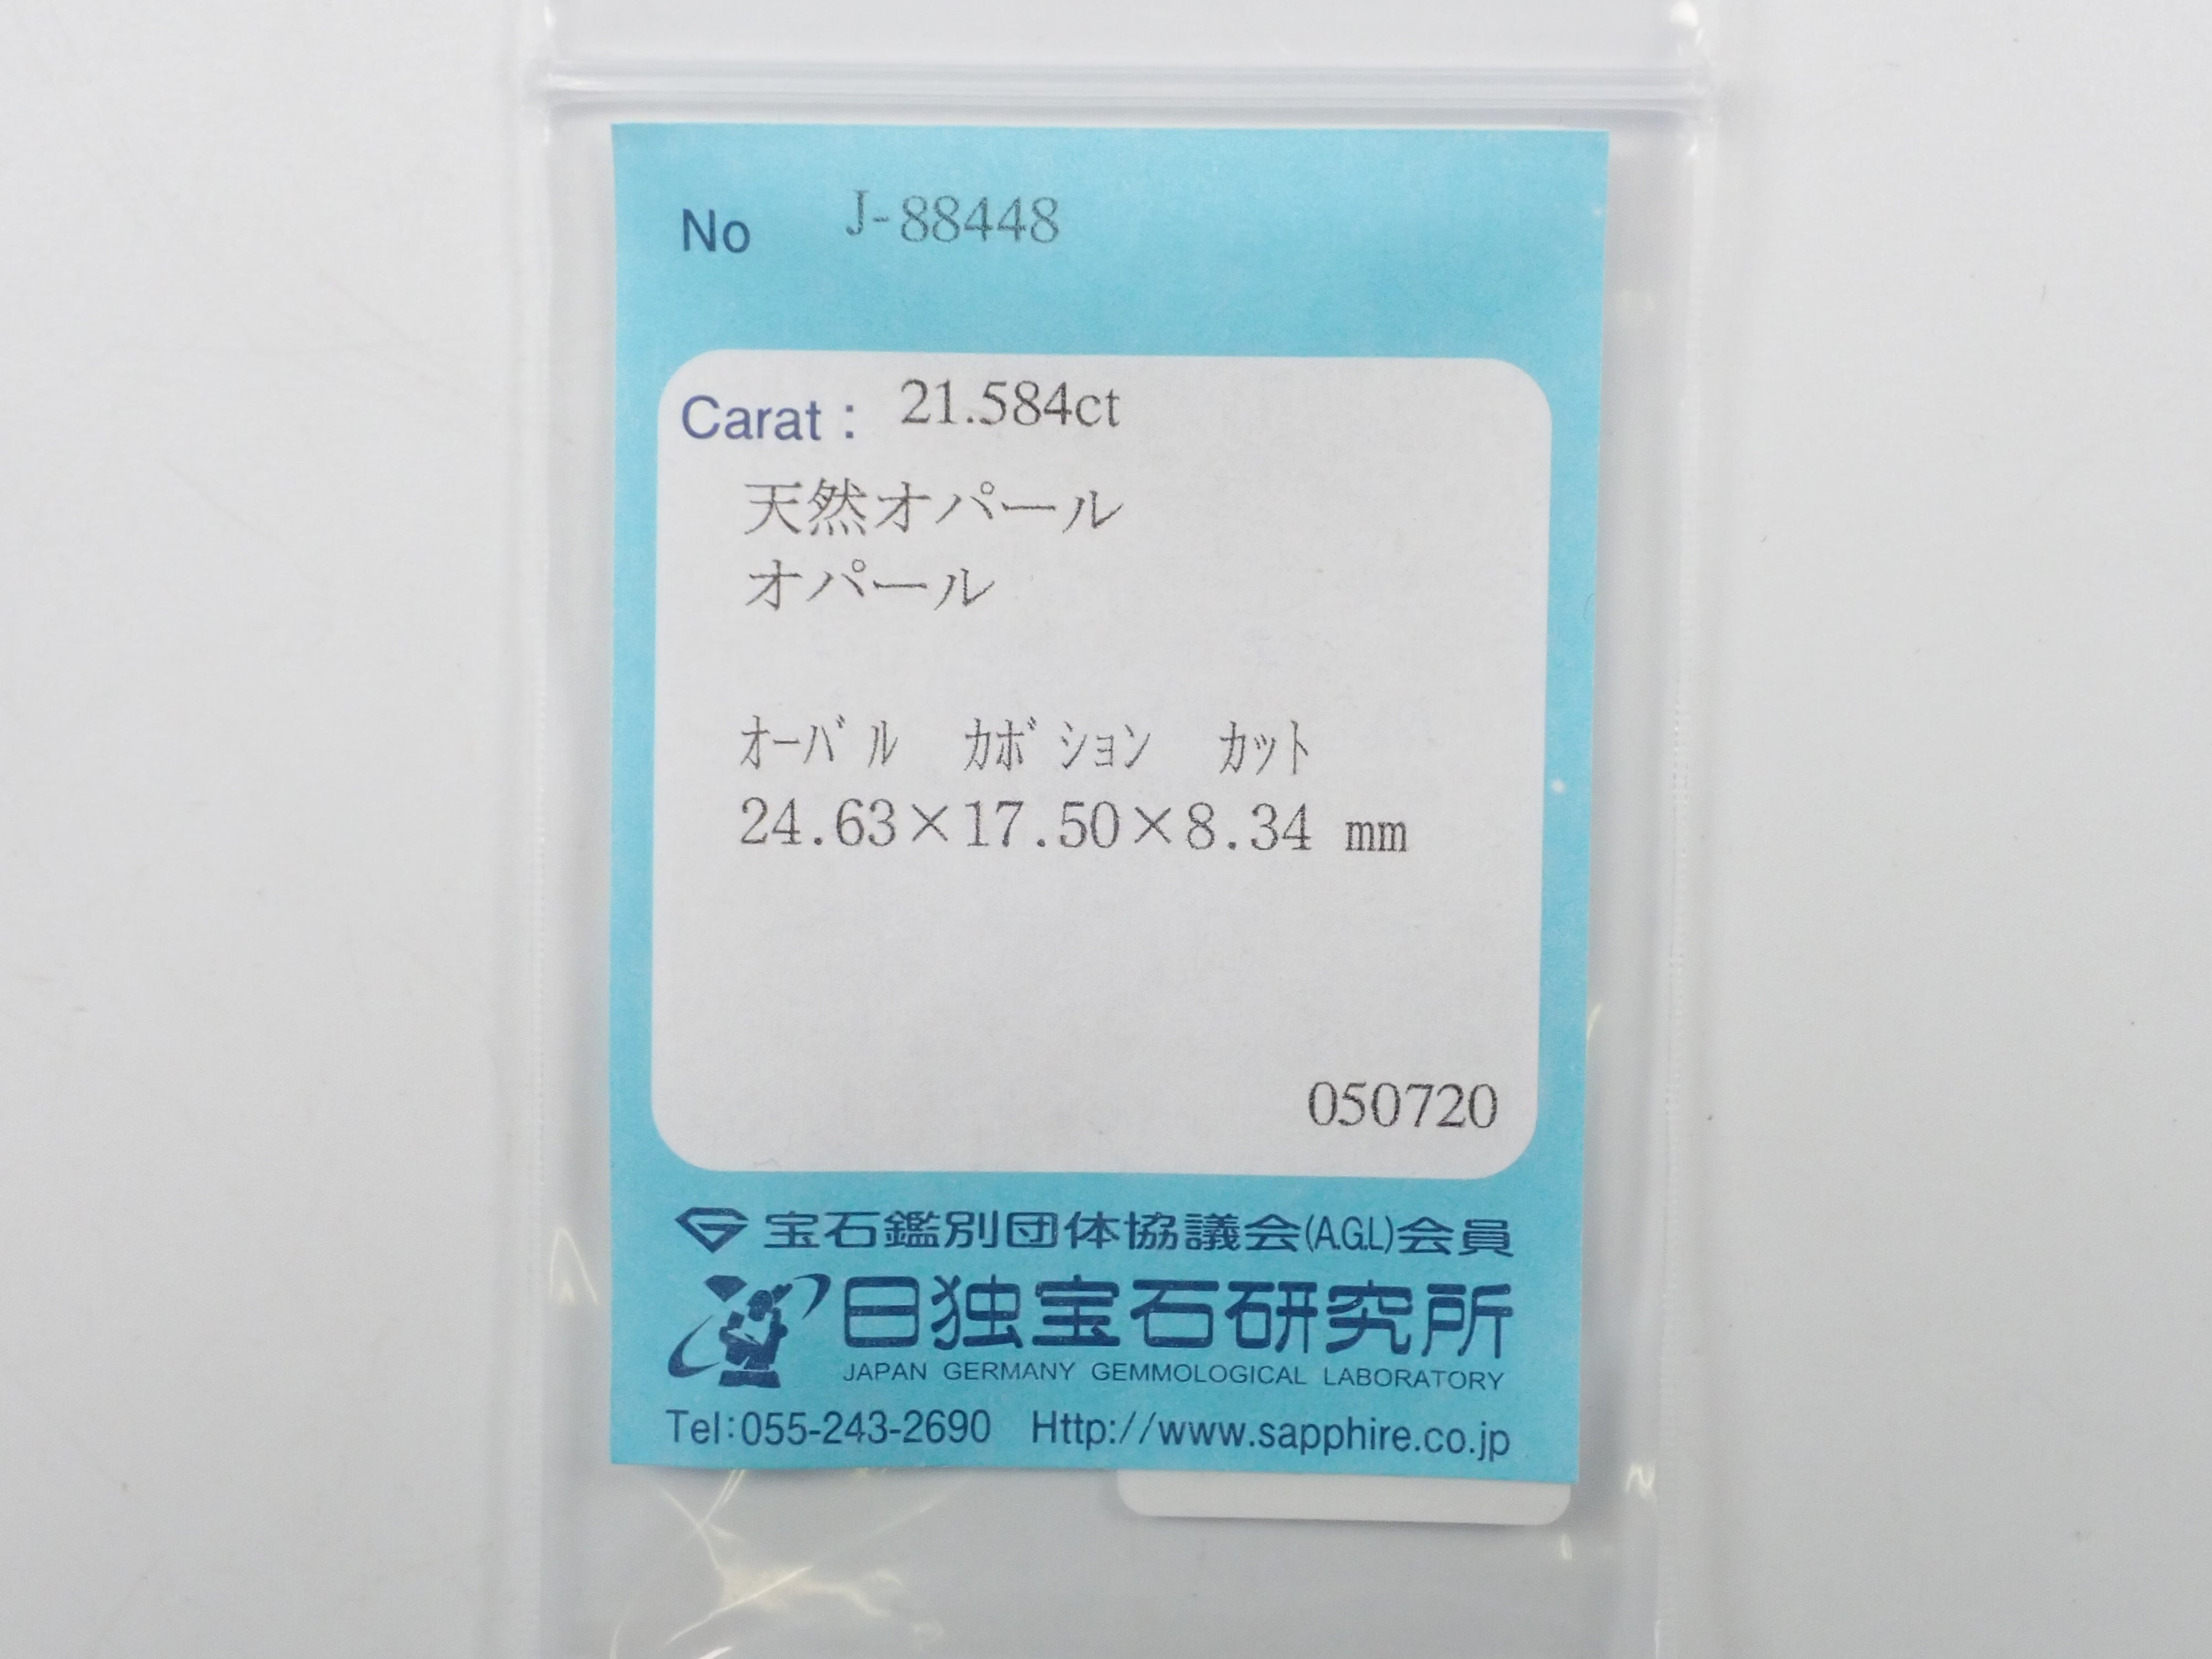 No J-88448
Carat : 21.584ct
天然オパール
オパール
ｵｰﾊﾞﾙ ｶﾎﾞｼｮﾝ ｶｯﾄ
24.63×17.50×8.34 mm
050720
宝石鑑別団体協議会(A.G.L)会員
日独宝石研究所
JAPAN GERMANY GEMMOLOGICAL LABORATORY
Tel:055-243-2690 Http://www.sapphire.co.jp